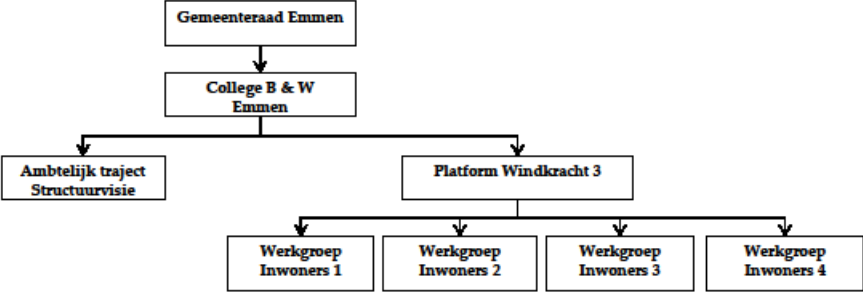 Gemeenteraad Emmen
College B & W
Emmen
Ambtelijk traject
Structuurvisie
Platform Windkracht 3
Werkgroep
Inwoners 1
Werkgroep
Inwoners 2
Werkgroep
Inwoners 3
Werkgroep
Inwoners 4